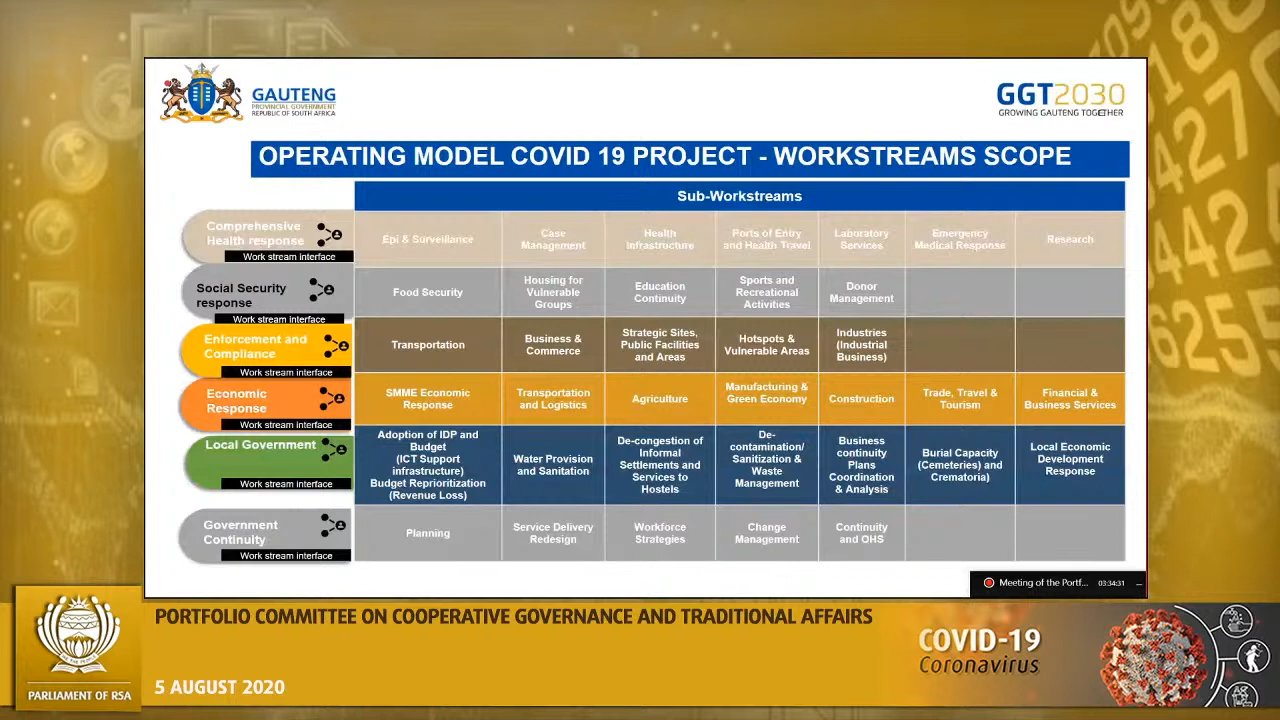 GAUTENG
PROVINCIAL GOVERNMENT
REPUBLIC OF SOUTH AFRICA
GGT2030
GROWING GAUTENG TOGETHER
OPERATING MODEL COVID 19 PROJECT - WORKSTREAMS SCOPE
Sub-Workstreams
Comprehensive
Health response
Work stream interface
Epi & Surveillance
Case
Management
Health
Infrastructure
Ports of Entry
and Health Travel
Laboratory
Services
Emergency
Medical Response
Research
Social Security
response
Work stream interface
Food Security
Housing for
Vulnerable
Groups
Education
Continuity
Sports and
Recreational
Activities
Donor
Management
Enforcement and
Compliance
Work stream interface
Transportation
Business &
Commerce
Strategic Sites,
Public Facilities
and Areas
Hotspots &
Vulnerable Areas
Industries
(Industrial
Business)
Economic
Response
Work stream interface
SMME Economic
Response
Transportation
and Logistics
Agriculture
Manufacturing &
Green Economy
Construction
Trade, Travel &
Tourism
Financial &
Business Services
Local Government
Work stream interface
Adoption of IDP and
Budget
(ICT Support
infrastructure)
Budget Reprioritization
(Revenue Loss)
Water Provision
and Sanitation
De-congestion of
Informal
Settlements and
Services to
Hostels
De-
contamination/
Sanitization &
Waste
Management
Business
continuity
Plans
Coordination
& Analysis
Burial Capacity
(Cemeteries) and
Crematoria)
Local Economic
Development
Response
Government
Continuity
Work stream interface
Planning
Service Delivery
Redesign
Workforce
Strategies
Change
Management
Continuity
and OHS
Meeting of the Portf... 03:34:31
PORTFOLIO COMMITTEE ON COOPERATIVE GOVERNANCE AND TRADITIONAL AFFAIRS
5 AUGUST 2020
PARLIAMENT OF RSA
COVID-19
Coronavirus